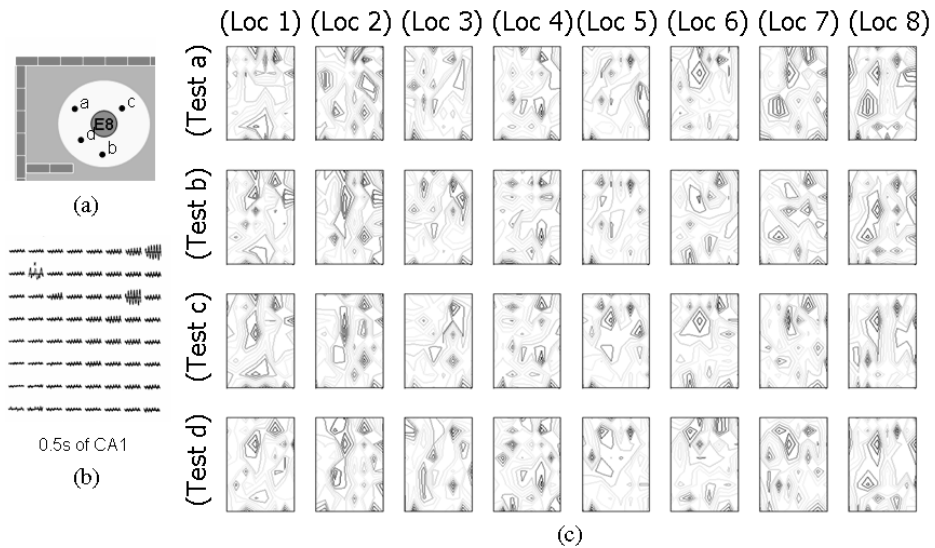 (Loc 1) (Loc 2) (Loc 3) (Loc 4) (Loc 5) (Loc 6) (Loc 7) (Loc 8)
a
c
E8
d
b
(a)
0.5s of CA1
(b)
(Test a)
(Test b)
(Test c)
(Test d)
(c)